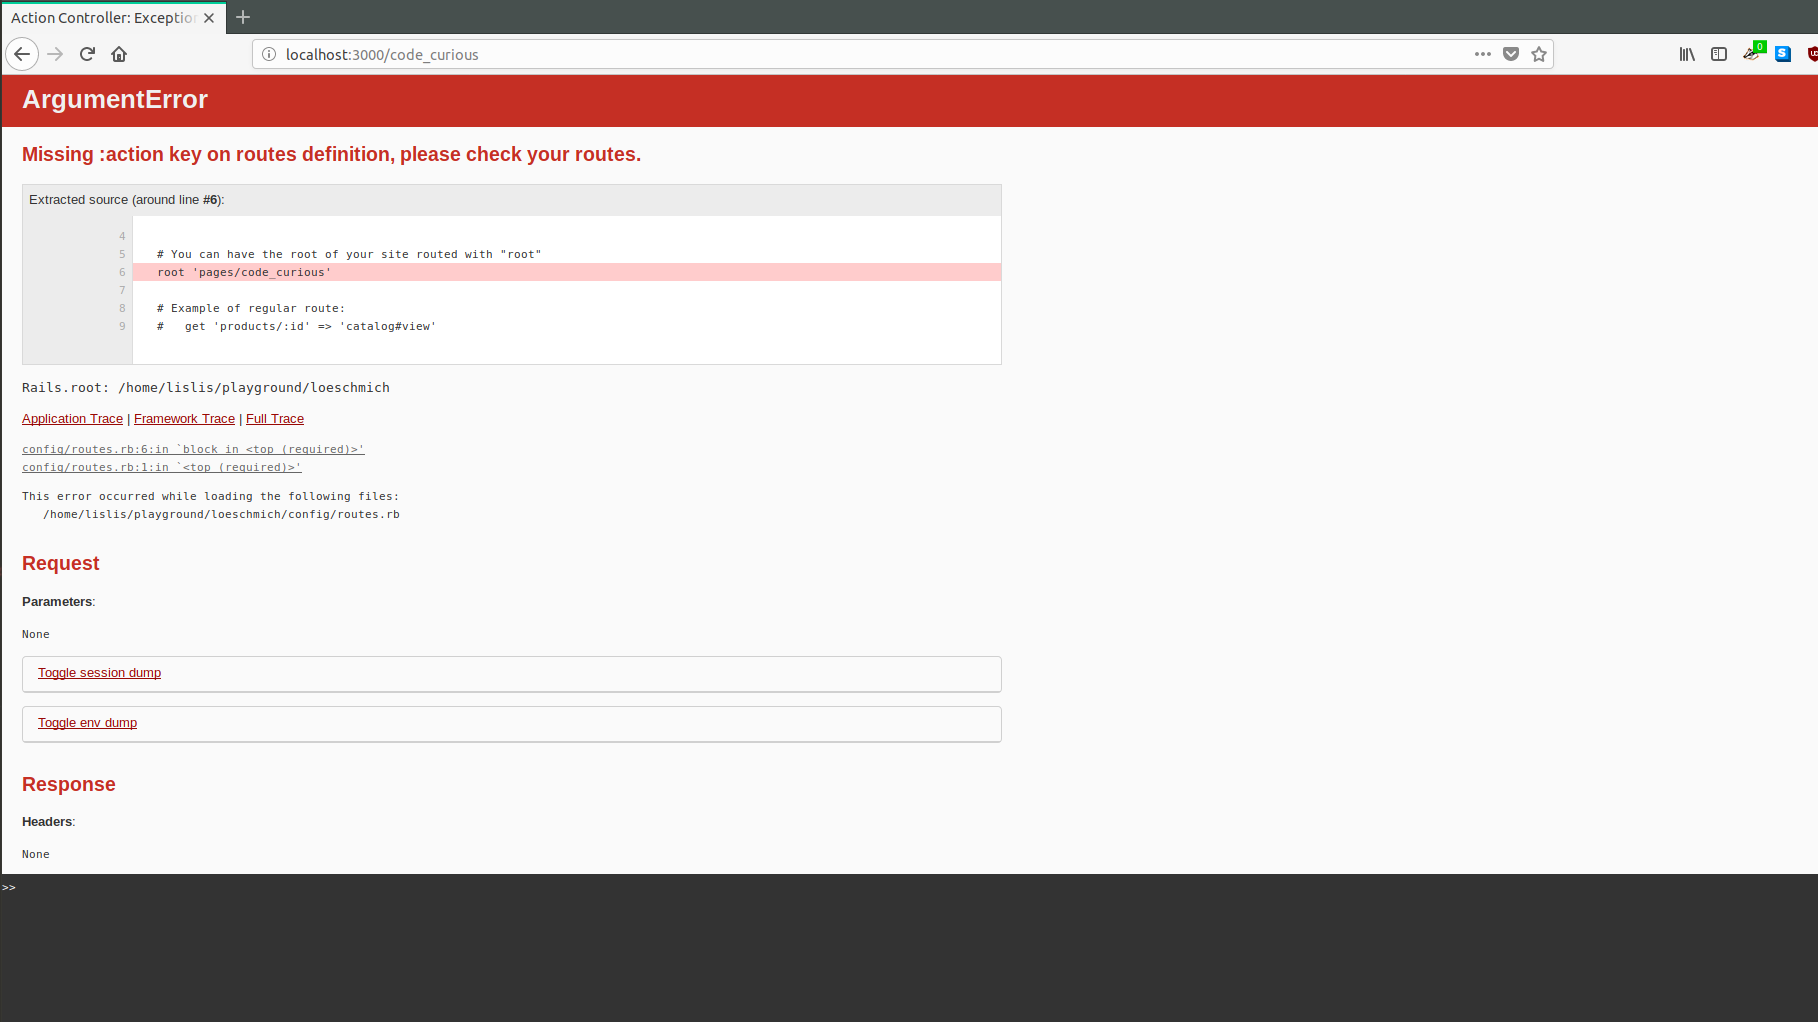 Action Controller: Exception
localhost:3000/code_curious
0
S
ArgumentError
Missing :action key on routes definition, please check your routes.
Extracted source (around line #6):
4
5 # You can have the root of your site routed with "root"
6 root 'pages/code_curious'
7
8 # Example of regular route:
9 #   get 'products/:id' => 'catalog#view'
Rails.root: /home/lislis/playground/loeschmich
Application Trace | Framework Trace | Full Trace
config/routes.rb:6:in `block in <top (required)>'
config/routes.rb:1:in `<top (required)>'
This error occurred while loading the following files:
/home/lislis/playground/loeschmich/config/routes.rb
Request
Parameters:
None
Toggle session dump
Toggle env dump
Response
Headers:
None
>>